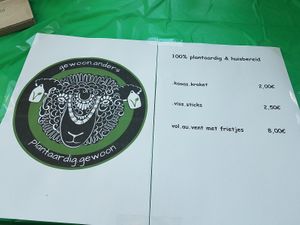 gewoon.anders
plantaardig.gewoon
100% plantaardig & huisbereid
.kaas.kroket 2,00€
.viss.sticks 2,50€
.vol.au.vent met frietjes 8,00€